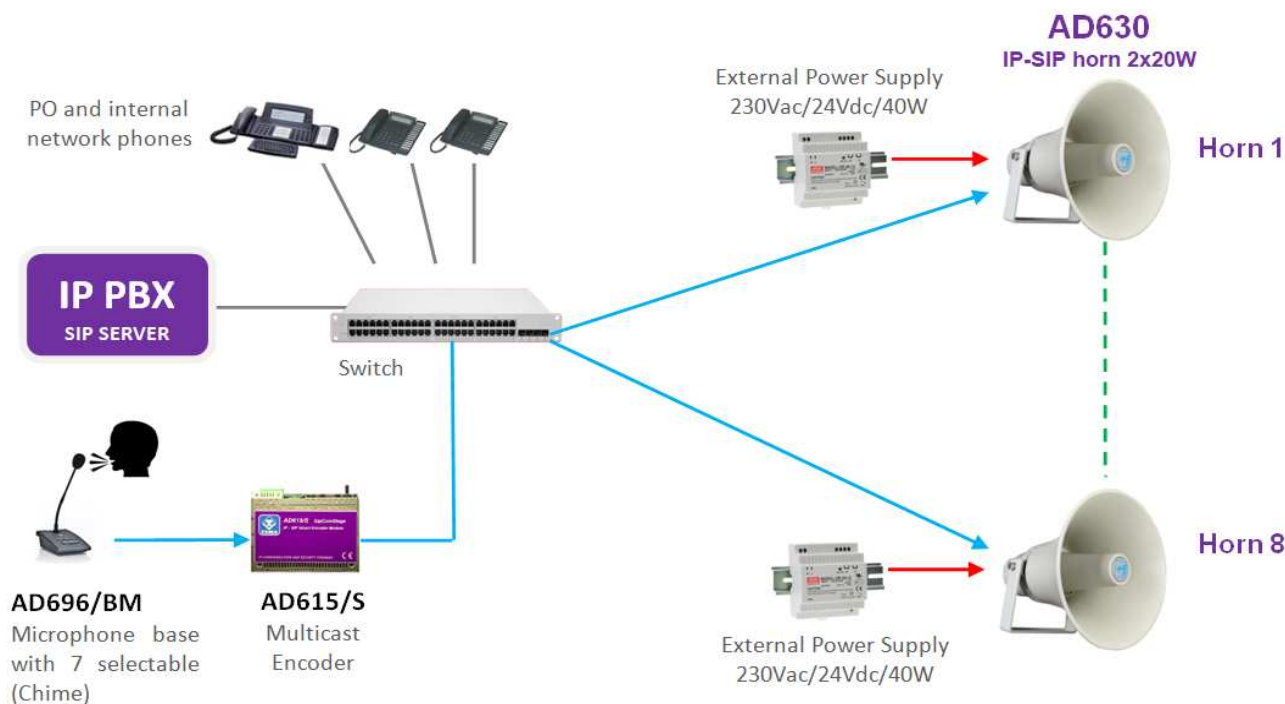 AD630
IP-SIP horn 2x20W
External Power Supply
230Vac/24Vdc/40W
PO and internal
network phones
Horn 1
IP PBX
SIP SERVER
Switch
AD615/S
Horn 8
AD696/BM
Microphone base
with 7 selectable
(Chime)
AD615/S
Multicast
Encoder
External Power Supply
230Vac/24Vdc/40W